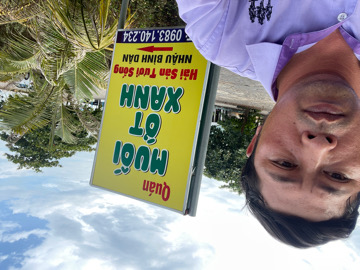 Quán
MUỐI
ỚT
XANH
Hải Sản Tươi Sống
NHẬU BÌNH DÂN
0983.140.234